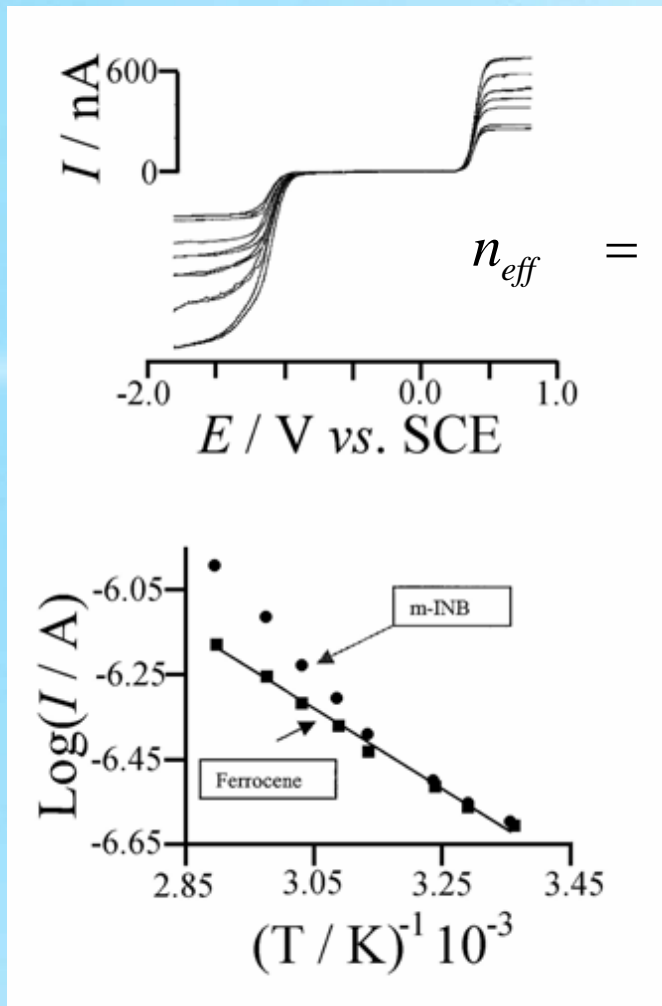 I / nA
600
0
n_eff =
-2.0
0.0
1.0
E / V vs. SCE
Log(I / A)
-6.05
-6.25
-6.45
-6.65
m-INB
Ferrocene
2.85
3.05
3.25
3.45
(T / K)⁻¹ 10⁻³